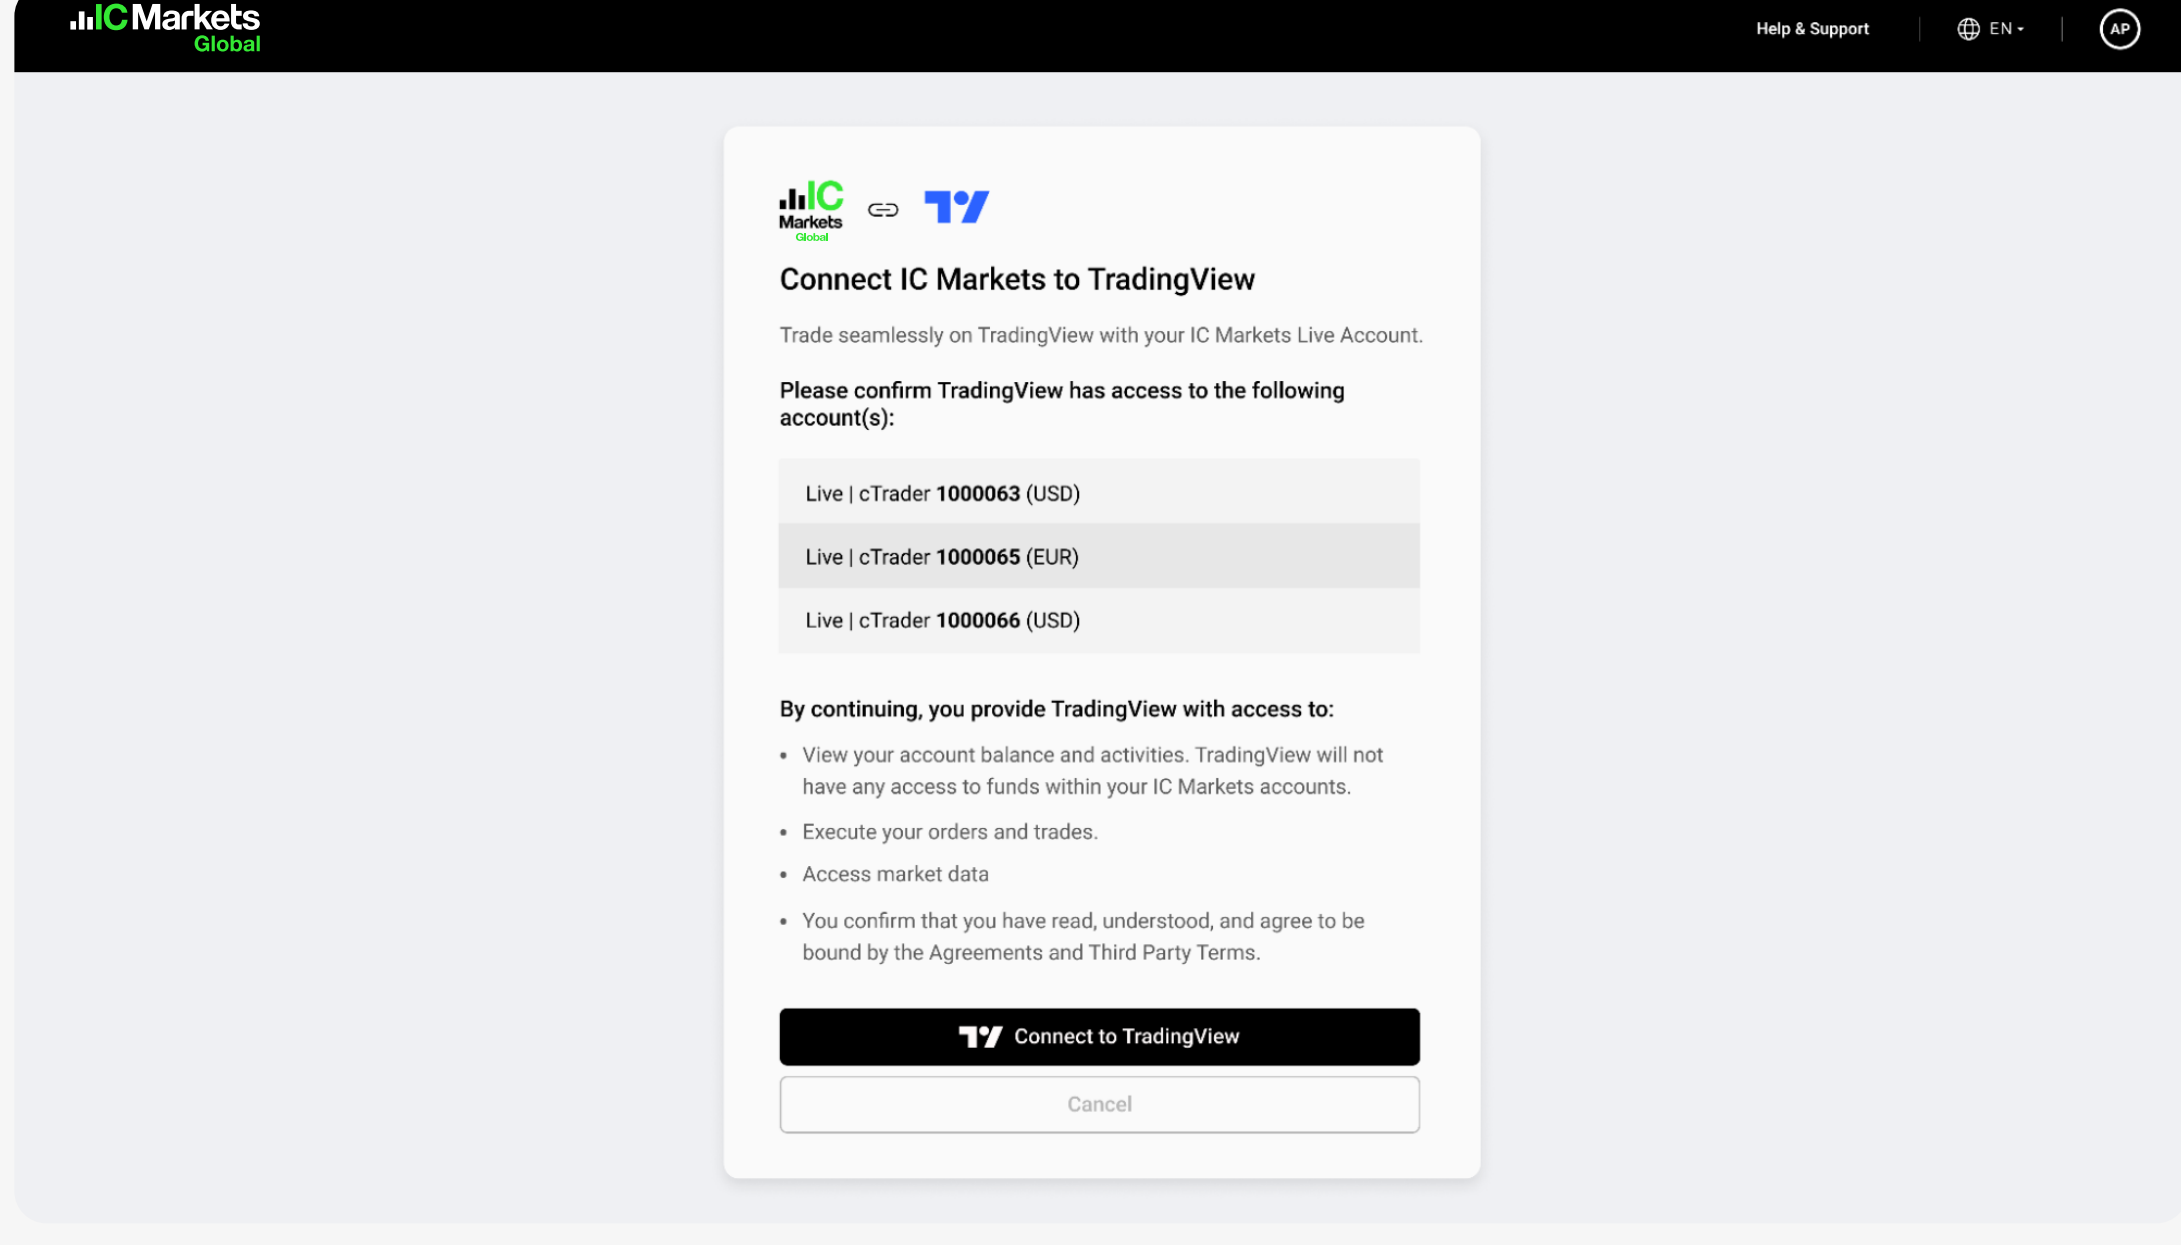 IC Markets
Global
Help & Support
EN
AP
IC
Markets
Global
Connect IC Markets to TradingView
Trade seamlessly on TradingView with your IC Markets Live Account.
Please confirm TradingView has access to the following
account(s):
Live | cTrader 1000063 (USD)
Live | cTrader 1000065 (EUR)
Live | cTrader 1000066 (USD)
By continuing, you provide TradingView with access to:
• View your account balance and activities. TradingView will not
have any access to funds within your IC Markets accounts.
• Execute your orders and trades.
• Access market data
• You confirm that you have read, understood, and agree to be
bound by the Agreements and Third Party Terms.
Connect to TradingView
Cancel